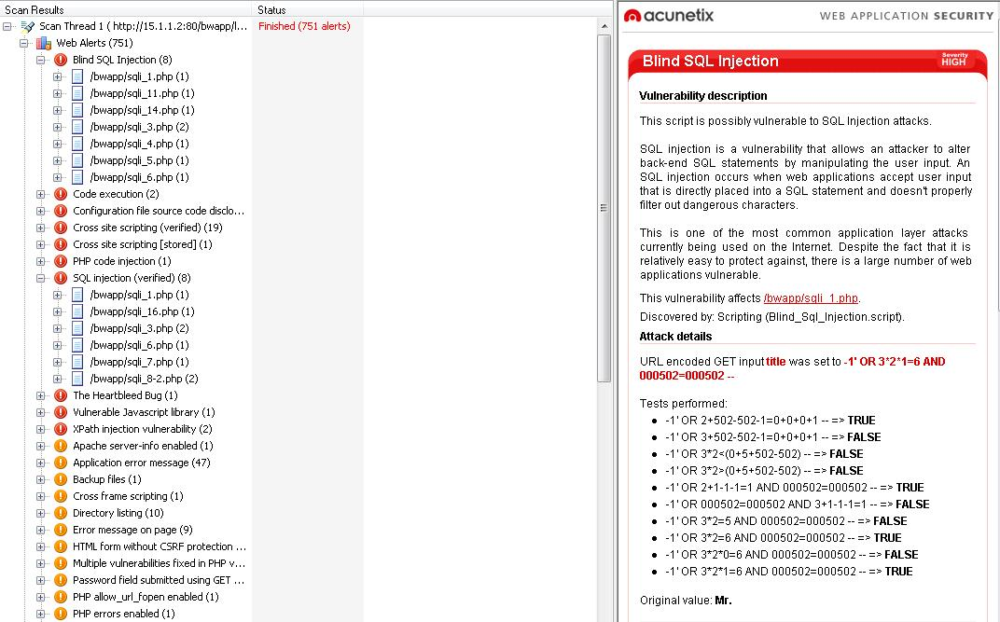 Scan Results
Status
Scan Thread 1 ( http://15.1.1.2:80/bwapp/l...
Finished (751 alerts)
Web Alerts (751)
Blind SQL Injection (8)
/bwapp/sqli_1.php (1)
/bwapp/sqli_11.php (1)
/bwapp/sqli_14.php (1)
/bwapp/sqli_3.php (2)
/bwapp/sqli_4.php (1)
/bwapp/sqli_5.php (1)
/bwapp/sqli_6.php (1)
Code execution (2)
Configuration file source code disclo...
Cross site scripting (verified) (19)
Cross site scripting [stored] (1)
PHP code injection (1)
SQL injection (verified) (8)
/bwapp/sqli_1.php (1)
/bwapp/sqli_16.php (1)
/bwapp/sqli_3.php (2)
/bwapp/sqli_6.php (1)
/bwapp/sqli_7.php (1)
/bwapp/sqli_8-2.php (2)
The Heartbleed Bug (1)
Vulnerable Javascript library (1)
XPath injection vulnerability (2)
Apache server-info enabled (1)
Application error message (47)
Backup files (1)
Cross frame scripting (1)
Directory listing (10)
Error message on page (9)
HTML form without CSRF protection ...
Multiple vulnerabilities fixed in PHP v...
Password field submitted using GET ...
PHP allow_url_fopen enabled (1)
PHP errors enabled (1)
acunetix
WEB APPLICATION SECURITY
Blind SQL Injection
Severity
HIGH
Vulnerability description
This script is possibly vulnerable to SQL Injection attacks.
SQL injection is a vulnerability that allows an attacker to alter
back-end SQL statements by manipulating the user input. An
SQL injection occurs when web applications accept user input
that is directly placed into a SQL statement and doesn't properly
filter out dangerous characters.
This is one of the most common application layer attacks
currently being used on the Internet. Despite the fact that it is
relatively easy to protect against, there is a large number of web
applications vulnerable.
This vulnerability affects /bwapp/sqli_1.php.
Discovered by: Scripting (Blind_Sql_Injection.script).
Attack details
URL encoded GET input title was set to -1' OR 3*2*1=6 AND
000502=000502 --
Tests performed:
-1' OR 2+502-502-1=0+0+0+1 -- => TRUE
-1' OR 3+502-502-1=0+0+0+1 -- => FALSE
-1' OR 3*2<(0+5+502-502) -- => FALSE
-1' OR 3*2>(0+5+502-502) -- => FALSE
-1' OR 2+1-1-1=1 AND 000502=000502 -- => TRUE
-1' OR 000502=000502 AND 3+1-1-1=1 -- => FALSE
-1' OR 3*2=5 AND 000502=000502 -- => FALSE
-1' OR 3*2=6 AND 000502=000502 -- => TRUE
-1' OR 3*2*0=6 AND 000502=000502 -- => FALSE
-1' OR 3*2*1=6 AND 000502=000502 -- => TRUE
Original value: Mr.